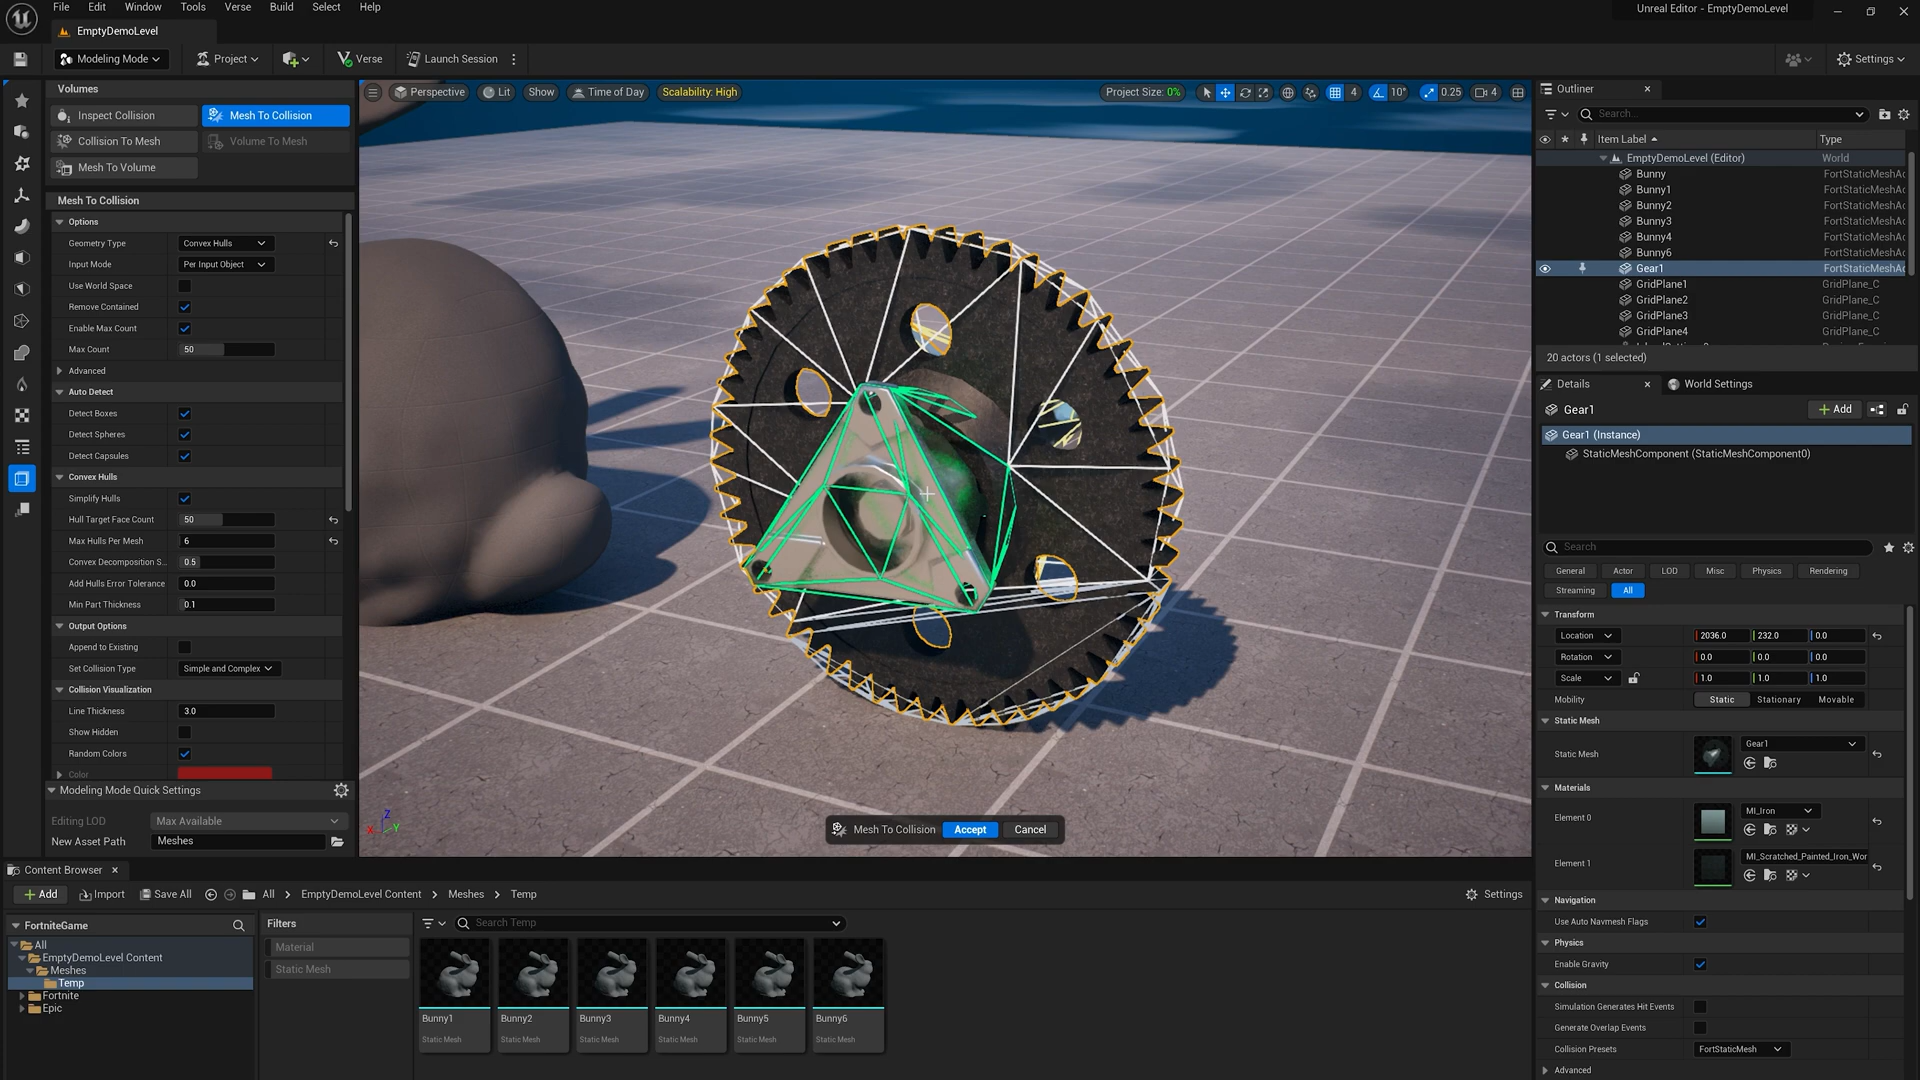 File Edit Window Tools Verse Build Select Help
Unreal Editor - EmptyDemoLevel
EmptyDemoLevel
Modeling Mode
Project
Verse
Launch Session
Settings
Volumes
Inspect Collision
Mesh To Collision
Collision To Mesh
Volume To Mesh
Mesh To Volume
Mesh To Collision
Options
Geometry Type Convex Hulls
Input Mode Per Input Object
Use World Space
Remove Contained
Enable Max Count
Max Count 50
Advanced
Auto Detect
Detect Boxes
Detect Spheres
Detect Capsules
Convex Hulls
Simplify Hulls
Hull Target Face Count 50
Max Hulls Per Mesh 6
Convex Decomposition S... 0.5
Add Hulls Error Tolerance 0.0
Min Part Thickness 0.1
Output Options
Append to Existing
Set Collision Type Simple and Complex
Collision Visualization
Line Thickness 3.0
Show Hidden
Random Colors
Color
Modeling Mode Quick Settings
Editing LOD Max Available
New Asset Path Meshes
Perspective Lit Show Time of Day Scalability: High
Project Size: 0% 4 10° 0.25 4
Z
X Y
Mesh To Collision Accept Cancel
Outliner
Search...
Item Label Type
EmptyDemoLevel (Editor) World
Bunny FortStaticMeshAc
Bunny1 FortStaticMeshAc
Bunny2 FortStaticMeshAc
Bunny3 FortStaticMeshAc
Bunny4 FortStaticMeshAc
Bunny6 FortStaticMeshAc
Gear1 FortStaticMeshAc
GridPlane1 GridPlane_C
GridPlane2 GridPlane_C
GridPlane3 GridPlane_C
GridPlane4 GridPlane_C
20 actors (1 selected)
Details
World Settings
Gear1
Add
Gear1 (Instance)
StaticMeshComponent (StaticMeshComponent0)
Search
General Actor LOD Misc Physics Rendering
Streaming All
Transform
Location 2036.0 232.0 0.0
Rotation 0.0 0.0 0.0
Scale 1.0 1.0 1.0
Mobility Static Stationary Movable
Static Mesh
Static Mesh Gear1
Materials
Element 0 MI_Iron
Element 1 MI_Scratched_Painted_Iron_Wor
Navigation
Use Auto Navmesh Flags
Physics
Enable Gravity
Collision
Simulation Generates Hit Events
Generate Overlap Events
Collision Presets FortStaticMesh
Advanced
Content Browser
Add Import Save All All EmptyDemoLevel Content Meshes Temp
Settings
FortniteGame
All
EmptyDemoLevel Content
Meshes
Temp
Fortnite
Epic
Filters
Material
Static Mesh
Search Temp
Bunny1 Bunny2 Bunny3 Bunny4 Bunny5 Bunny6
Static Mesh Static Mesh Static Mesh Static Mesh Static Mesh Static Mesh